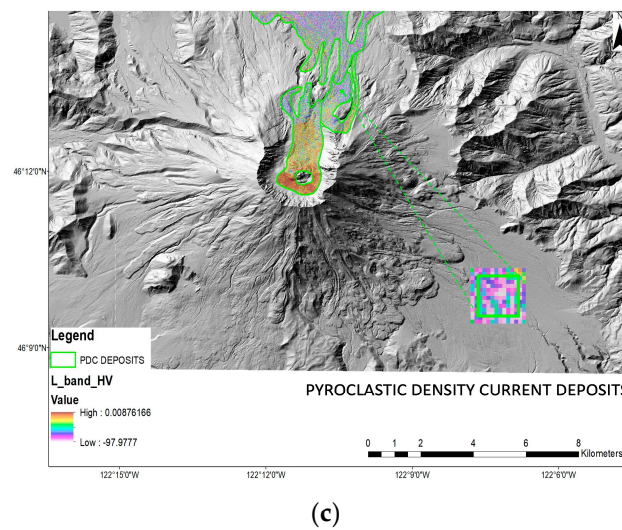 46°12'0"N
Legend
PDC DEPOSITS
46°9'0"N
L_band_HV
Value
High : 0.00876166
Low : -97.9777
PYROCLASTIC DENSITY CURRENT DEPOSITS
0 1 2 4 6 8
Kilometers
122°15'0"W 122°12'0"W 122°9'0"W 122°6'0"W
(c)